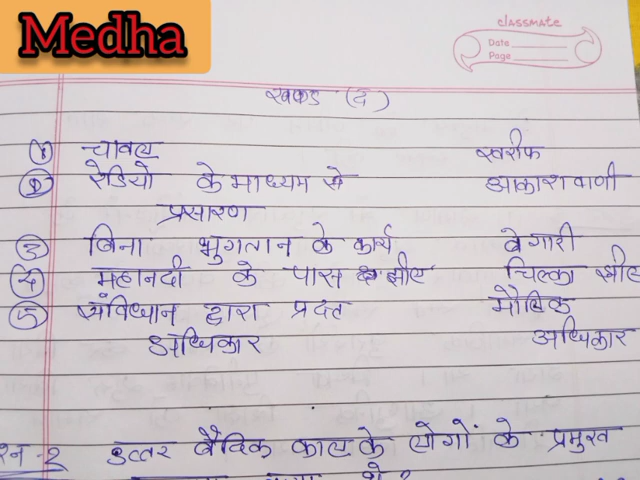 Medha
classmate
Date
Page
खण्ड (द)
① चावल खरीफ
② रेडियो के माध्यम से आकाशवाणी
प्रसारण
③ बिना भुगतान के कार्य बेगारी
④ महानदी के पास झील चिल्का झील
⑤ संविधान द्वारा प्रदत मौलिक
अधिकार अधिकार
प्रश्न-2 उत्तर वैदिक काल के लोगों के प्रमुख